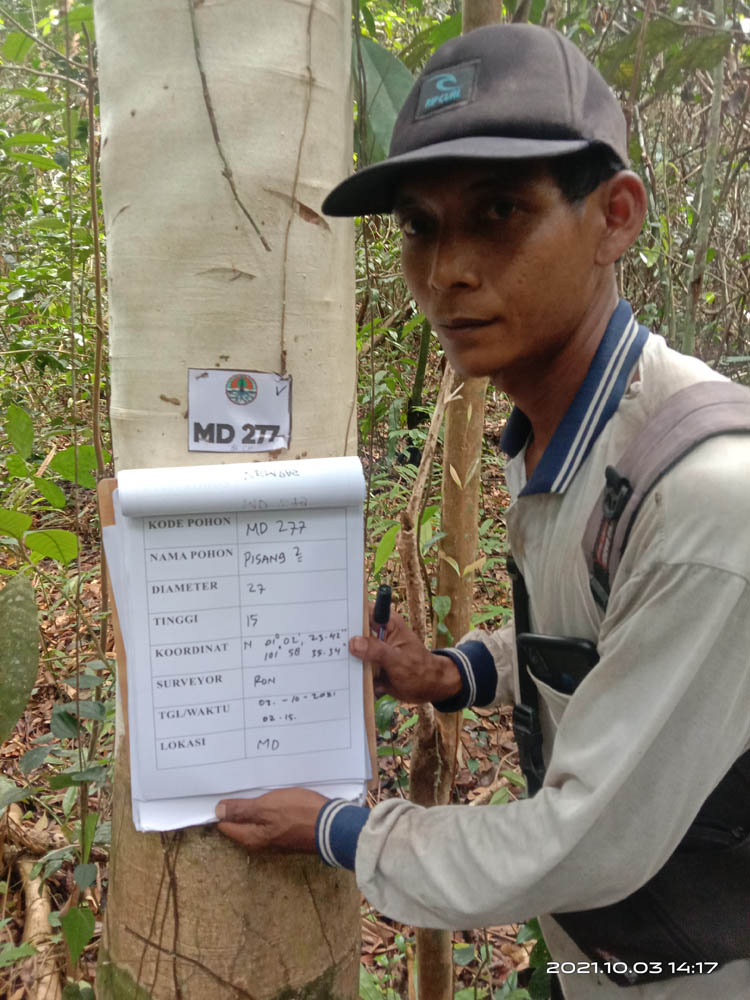 RIP CURL
MD 277
KODE POHON MD 277
NAMA POHON PISANG 2
DIAMETER 27
TINGGI 15
KOORDINAT N 01° 02' 23.42"
101° 58' 35.34"
SURVEYOR RON
TGL/WAKTU 03. -10 - 2021
02.15.
LOKASI MD
2021.10.03 14:17